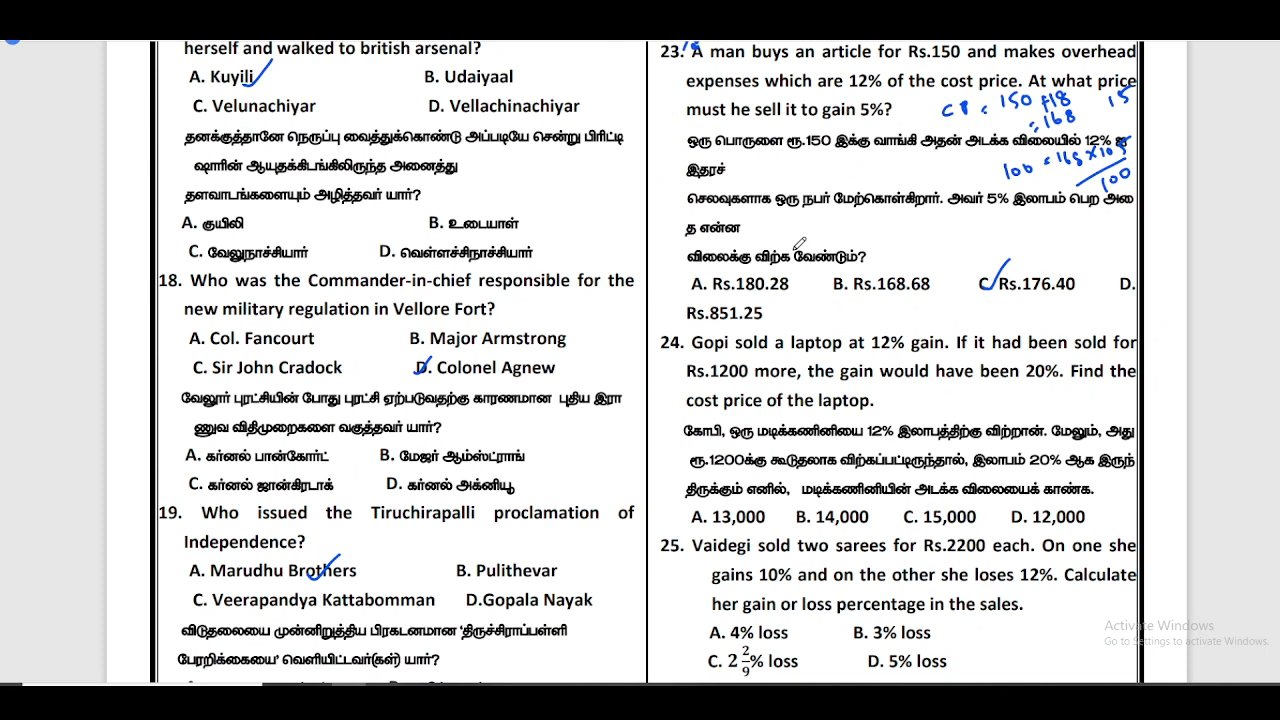 herself and walked to british arsenal?
A. Kuyili
B. Udaiyaal
C. Velunachiyar
D. Vellachinachiyar
தனக்குத்தானே நெருப்பு வைத்துக்கொண்டு அப்படியே சென்று பிரிட்டி
ஷாரின் ஆயுதக்கிடங்கிலிருந்த அனைத்து
தளவாடங்களையும் அழித்தவர் யார்?
A. குயிலி
B. உடையாள்
C. வேலுநாச்சியார்
D. வெள்ளச்சிநாச்சியார்
18. Who was the Commander-in-chief responsible for the
new military regulation in Vellore Fort?
A. Col. Fancourt
B. Major Armstrong
C. Sir John Cradock
D. Colonel Agnew
வேலூர் புரட்சியின் போது புரட்சி ஏற்படுவதற்கு காரணமான புதிய இரா
ணுவ விதிமுறைகளை வகுத்தவர் யார்?
A. கர்னல் பான்கோர்ட்
B. மேஜர் ஆம்ஸ்ட்ராங்
C. கர்னல் ஜான்கிரடாக்
D. கர்னல் அக்னியூ
19. Who issued the Tiruchirapalli proclamation of
Independence?
A. Marudhu Brothers
B. Pulithevar
C. Veerapandya Kattabomman
D.Gopala Nayak
விடுதலையை முன்னிறுத்திய பிரகடனமான 'திருச்சிராப்பள்ளி
பேரறிக்கையை' வெளியிட்டவர்(கள்) யார்?
23. A man buys an article for Rs.150 and makes overhead
expenses which are 12% of the cost price. At what price
must he sell it to gain 5%?
CP = 150 +18
15
= 168
ஒரு பொருளை ரூ.150 இக்கு வாங்கி அதன் அடக்க விலையில் 12% ஐ
இதரச்
100 = 168 × 105
100
செலவுகளாக ஒரு நபர் மேற்கொள்கிறார். அவர் 5% இலாபம் பெற அதை
த என்ன
விலைக்கு விற்க வேண்டும்?
A. Rs.180.28
B. Rs.168.68
C Rs.176.40
D.
Rs.851.25
24. Gopi sold a laptop at 12% gain. If it had been sold for
Rs.1200 more, the gain would have been 20%. Find the
cost price of the laptop.
கோபி, ஒரு மடிக்கணினியை 12% இலாபத்திற்கு விற்றான். மேலும், அது
ரூ.1200க்கு கூடுதலாக விற்கப்பட்டிருந்தால், இலாபம் 20% ஆக இருந்
திருக்கும் எனில், மடிக்கணினியின் அடக்க விலையைக் காண்க.
A. 13,000
B. 14,000
C. 15,000
D. 12,000
25. Vaidegi sold two sarees for Rs.2200 each. On one she
gains 10% and on the other she loses 12%. Calculate
her gain or loss percentage in the sales.
A. 4% loss
B. 3% loss
C. 2 2/9% loss
D. 5% loss
Activate Windows
Go to Settings to activate Windows.